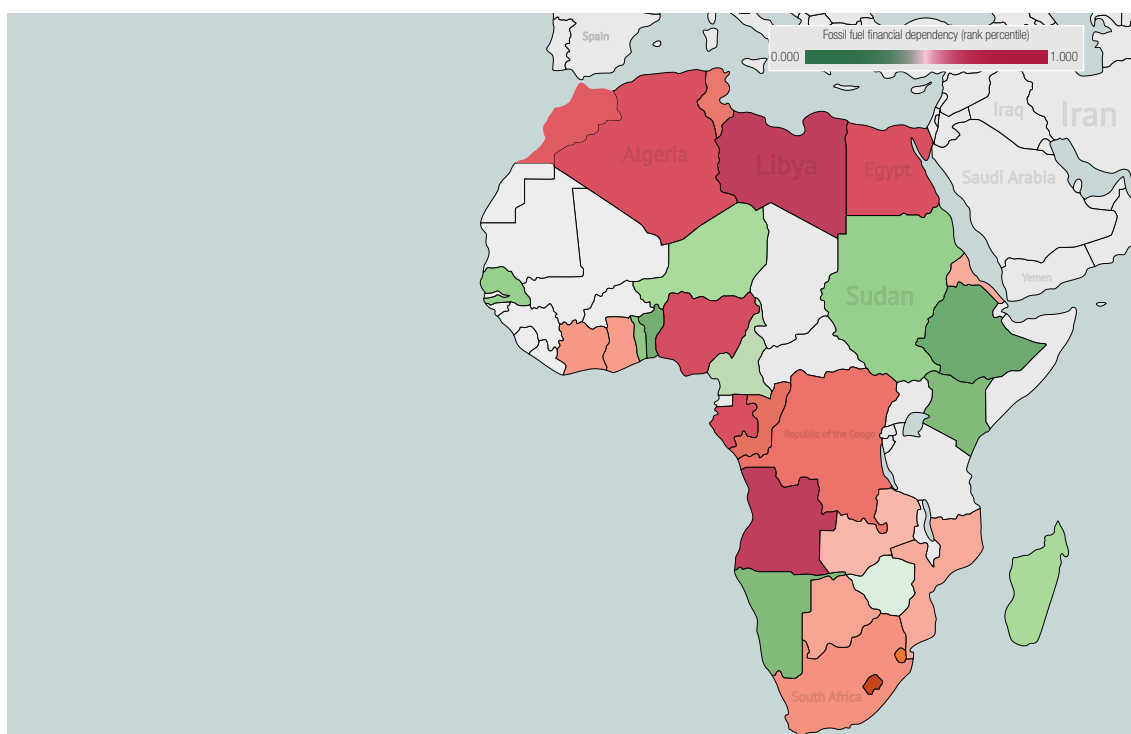 Spain
Fossil fuel financial dependency (rank percentile)
0.000
1.000
Iraq
Iran
Algeria
Libya
Egypt
Saudi Arabia
Yemen
Sudan
Republic of the Congo
South Africa